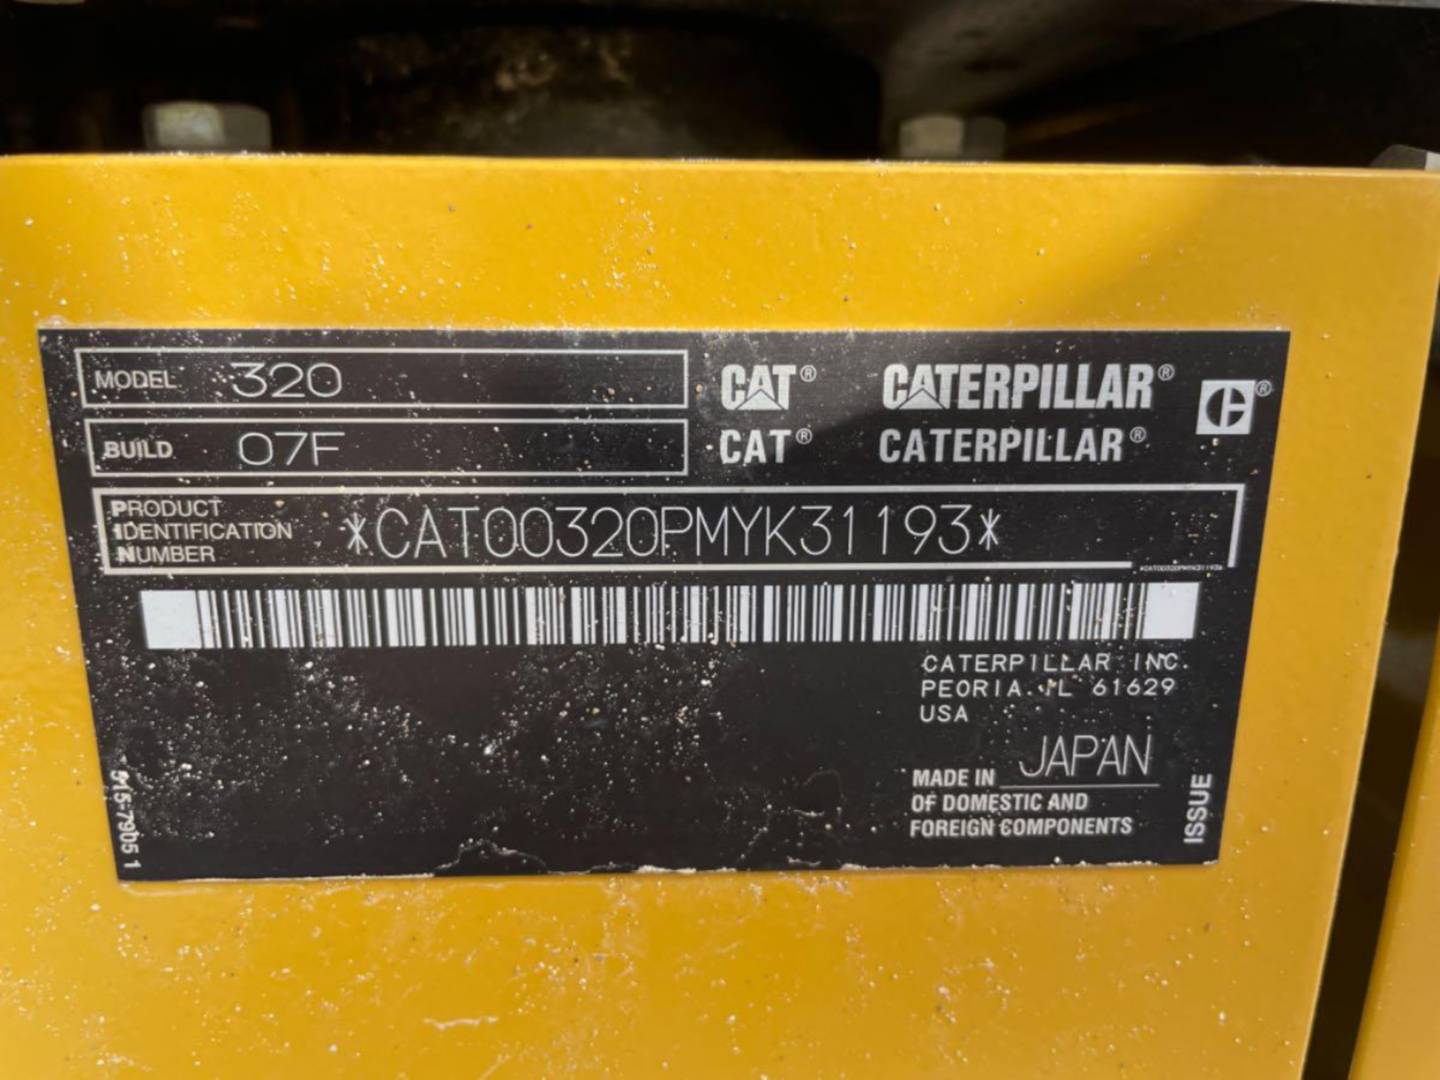 MODEL 320
BUILD 07F
CAT® CATERPILLAR® ®
CAT® CATERPILLAR®
PRODUCT
IDENTIFICATION
NUMBER
*CAT00320PMYK31193*
*CAT00320PMYK31193*
CATERPILLAR INC.
PEORIA IL 61629
USA
MADE IN JAPAN
OF DOMESTIC AND
FOREIGN COMPONENTS
ISSUE